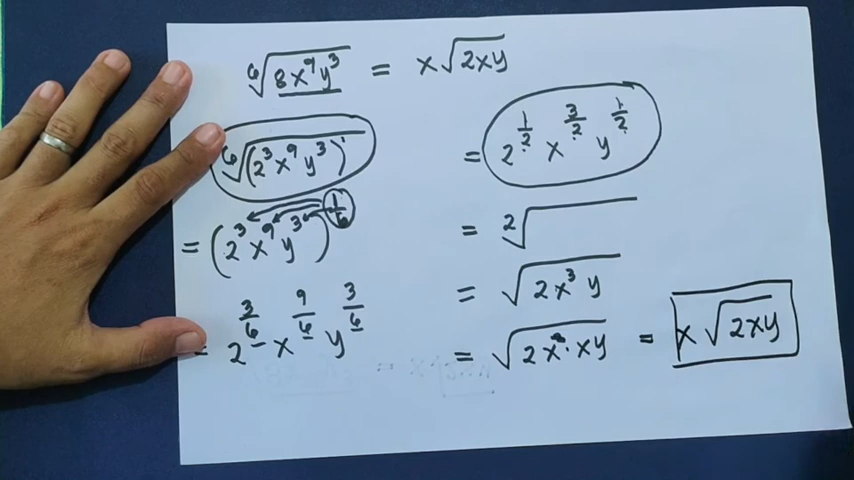 ⁶√(8x⁹y³) = x√(2xy)
⁶√(2³x⁹y³)¹
= (2³x⁹y³)^(1/6)
= 2^(3/6) x^(9/6) y^(3/6)
= 2^(1/2) x^(3/2) y^(1/2)
= ²√
= √(2x³y)
= √(2x²·xy) = x√(2xy)